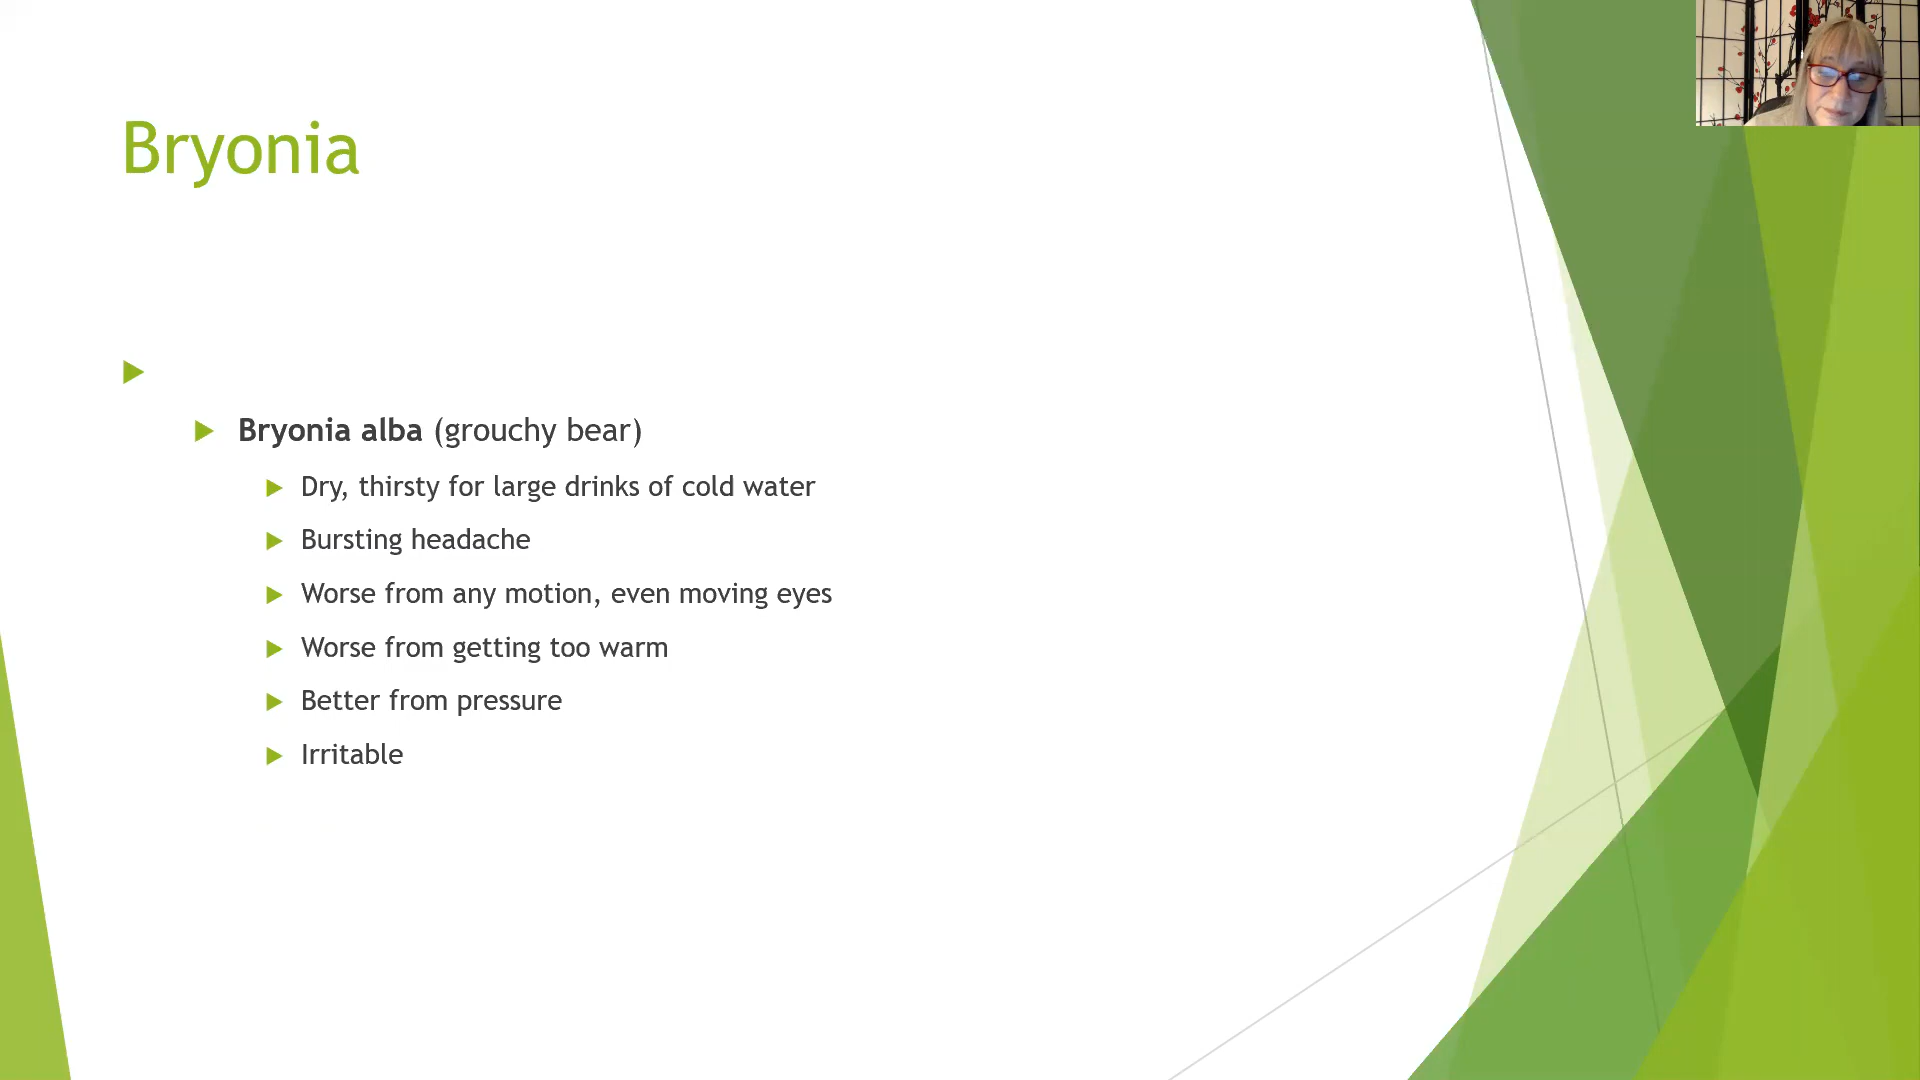 Bryonia
Bryonia alba (grouchy bear)
Dry, thirsty for large drinks of cold water
Bursting headache
Worse from any motion, even moving eyes
Worse from getting too warm
Better from pressure
Irritable